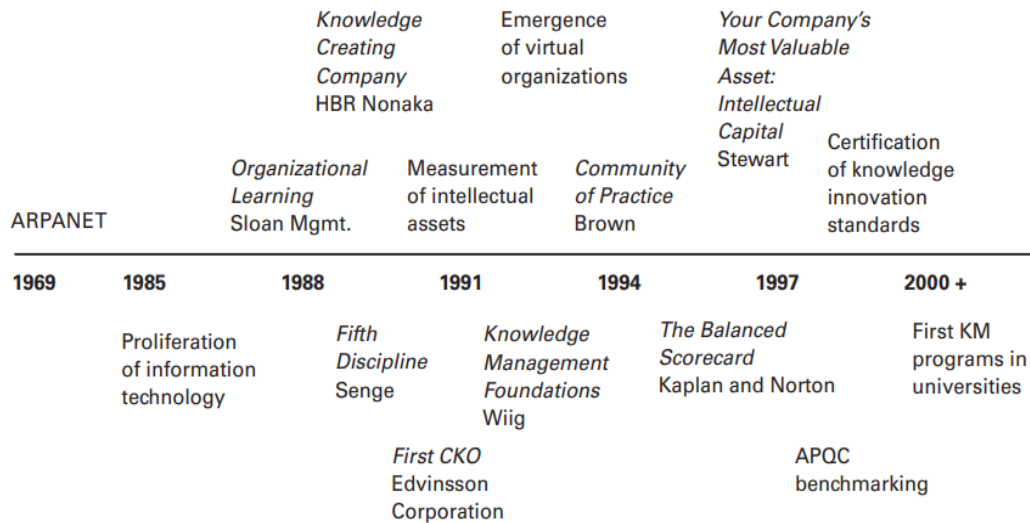 Knowledge
Creating
Company
HBR Nonaka
Emergence
of virtual
organizations
Your Company's
Most Valuable
Asset:
Intellectual
Capital
Stewart
Organizational
Learning
Sloan Mgmt.
Measurement
of intellectual
assets
Community
of Practice
Brown
Certification
of knowledge
innovation
standards
ARPANET
1969 1985 1988 1991 1994 1997 2000 +
Proliferation
of information
technology
Fifth
Discipline
Senge
Knowledge
Management
Foundations
Wiig
The Balanced
Scorecard
Kaplan and Norton
First KM
programs in
universities
First CKO
Edvinsson
Corporation
APQC
benchmarking